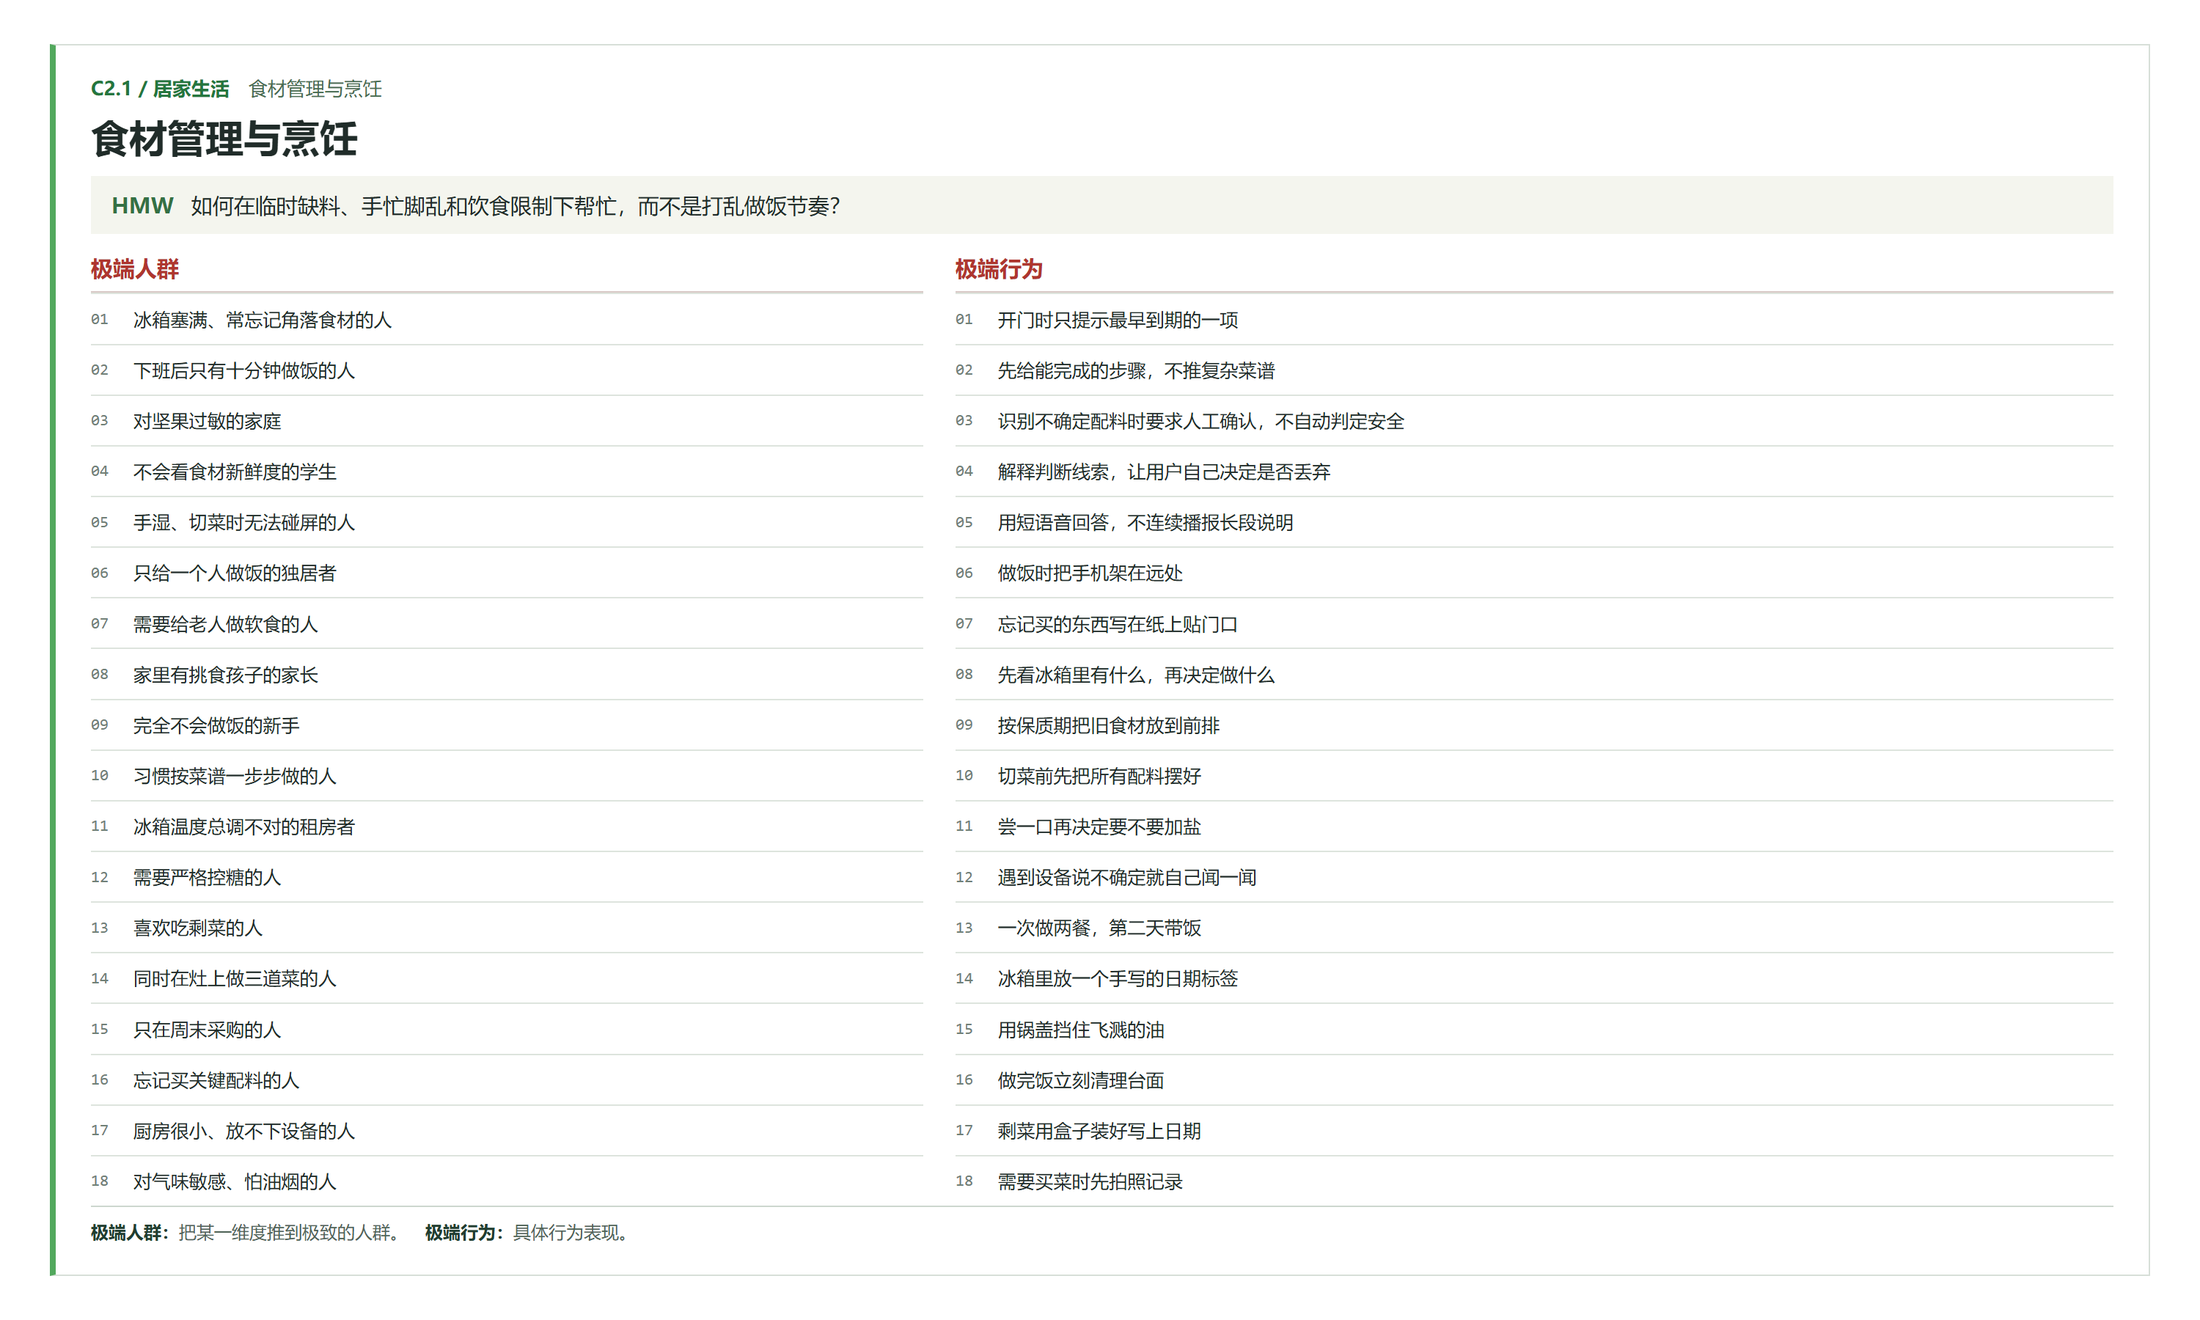 C2.1 / 居家生活 食材管理与烹饪
食材管理与烹饪
HMW 如何在临时缺料、手忙脚乱和饮食限制下帮忙，而不是打乱做饭节奏？
极端人群
01 冰箱塞满、常忘记角落食材的人
02 下班后只有十分钟做饭的人
03 对坚果过敏的家庭
04 不会看食材新鲜度的学生
05 手湿、切菜时无法碰屏的人
06 只给一个人做饭的独居者
07 需要给老人做软食的人
08 家里有挑食孩子的家长
09 完全不会做饭的新手
10 习惯按菜谱一步步做的人
11 冰箱温度总调不对的租房者
12 需要严格控糖的人
13 喜欢吃剩菜的人
14 同时在灶上做三道菜的人
15 只在周末采购的人
16 忘记买关键配料的人
17 厨房很小、放不下设备的人
18 对气味敏感、怕油烟的人
极端行为
01 开门时只提示最早到期的一项
02 先给能完成的步骤，不推复杂菜谱
03 识别不确定配料时要求人工确认，不自动判定安全
04 解释判断线索，让用户自己决定是否丢弃
05 用短语音回答，不连续播报长段说明
06 做饭时把手机架在远处
07 忘记买的东西写在纸上贴门口
08 先看冰箱里有什么，再决定做什么
09 按保质期把旧食材放到前排
10 切菜前先把所有配料摆好
11 尝一口再决定要不要加盐
12 遇到设备说不确定就自己闻一闻
13 一次做两餐，第二天带饭
14 冰箱里放一个手写的日期标签
15 用锅盖挡住飞溅的油
16 做完饭立刻清理台面
17 剩菜用盒子装好写上日期
18 需要买菜时先拍照记录
极端人群：把某一维度推到极致的人群。 极端行为：具体行为表现。